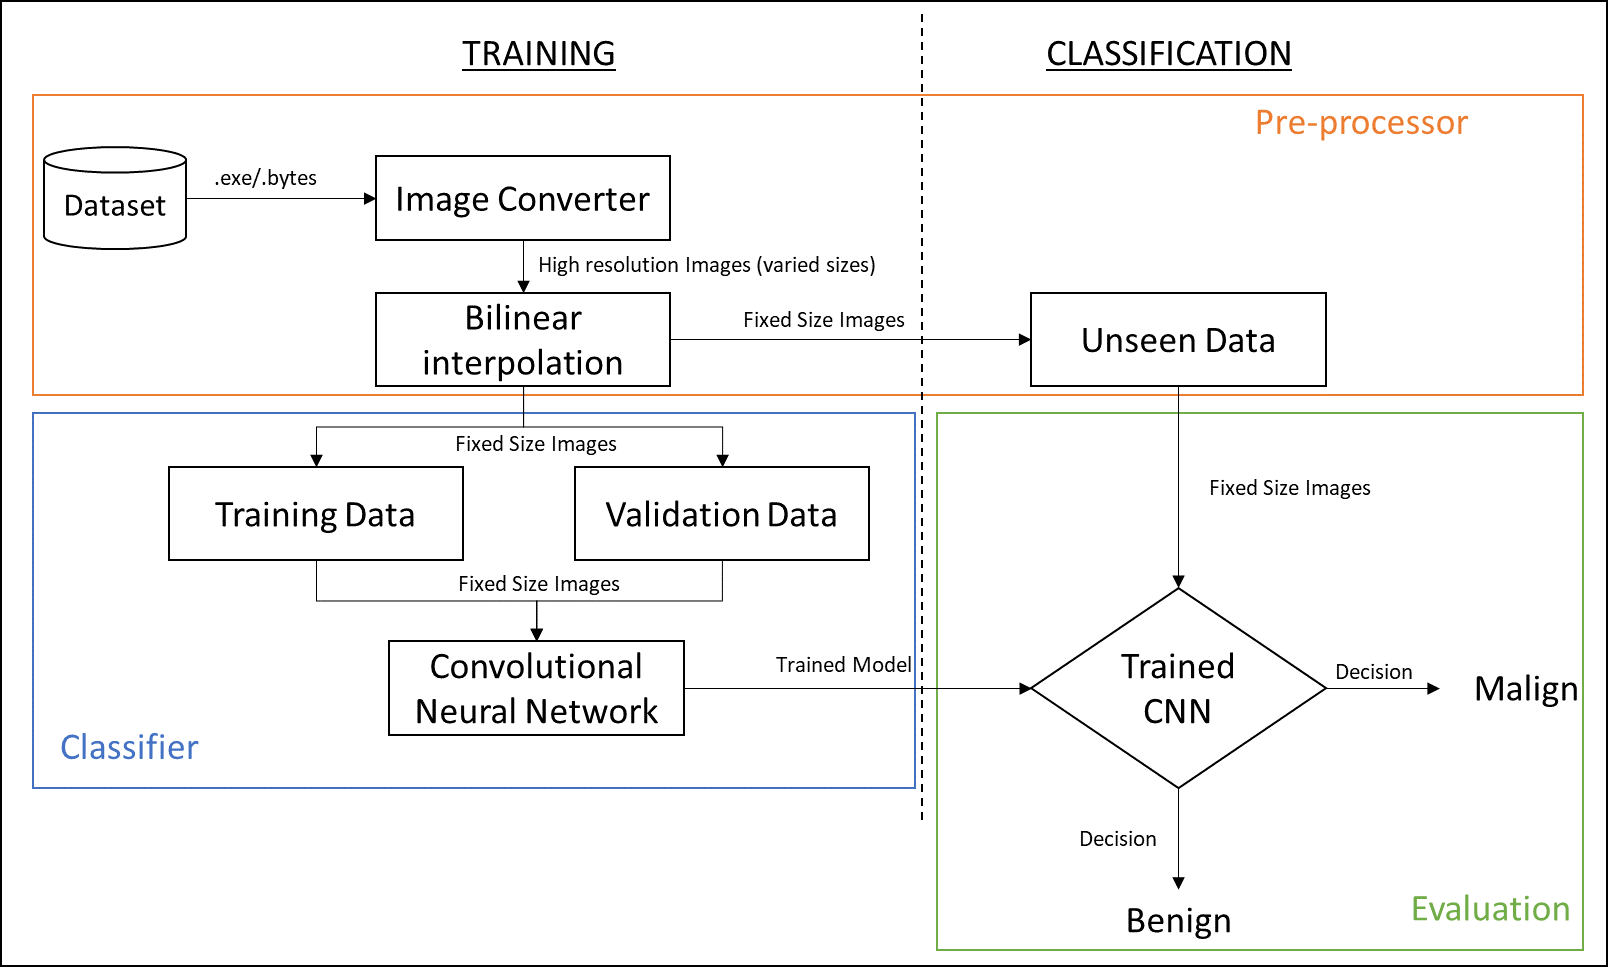 TRAINING
CLASSIFICATION
Pre-processor
Dataset
.exe/.bytes
Image Converter
High resolution Images (varied sizes)
Bilinear
interpolation
Fixed Size Images
Unseen Data
Fixed Size Images
Training Data
Validation Data
Fixed Size Images
Fixed Size Images
Convolutional
Neural Network
Trained Model
Classifier
Trained
CNN
Decision
Malign
Decision
Benign
Evaluation